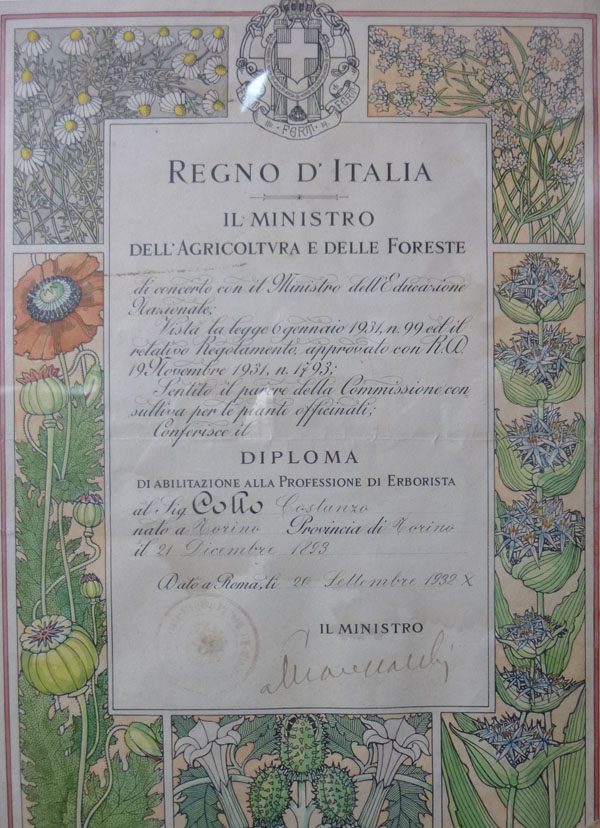 FERT
FERT
REGNO D'ITALIA
IL MINISTRO
DELL'AGRICOLTVRA E DELLE FORESTE
di concerto con il Ministro dell'Educazione
Nazionale;
Vista la legge 6 gennaio 1931, n. 99 ed il
relativo Regolamento, approvato con R.D.
19 Novembre 1931, n. 1793;
Sentito il parere della Commissione con
sultiva per le piante officinali;
Conferisce il
DIPLOMA
DI ABILITAZIONE ALLA PROFESSIONE DI ERBORISTA
al Sig. Collo Costanzo
nato a Torino Provincia di Torino
il 21 Dicembre 1893
Dato a Roma, li 20 Settembre 1932 X
IL MINISTRO